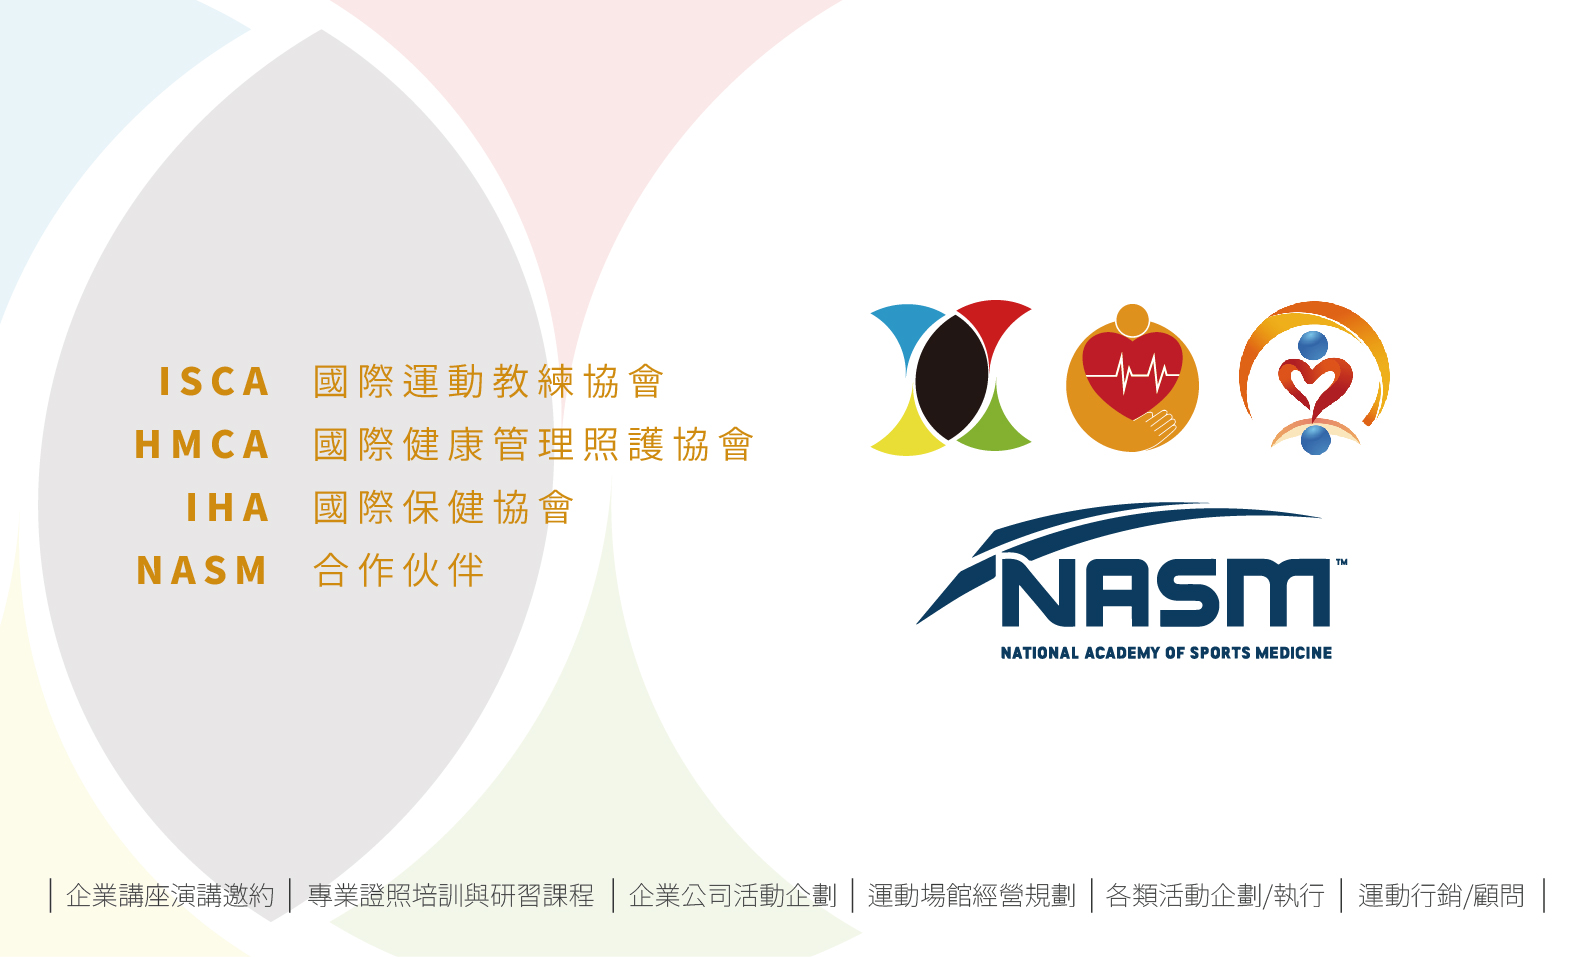 ISCA 國際運動教練協會
HMCA 國際健康管理照護協會
IHA 國際保健協會
NASM 合作伙伴
NASM™
NATIONAL ACADEMY OF SPORTS MEDICINE
| 企業講座演講邀約 | 專業證照培訓與研習課程 | 企業公司活動企劃 | 運動場館經營規劃 | 各類活動企劃/執行 | 運動行銷/顧問 |